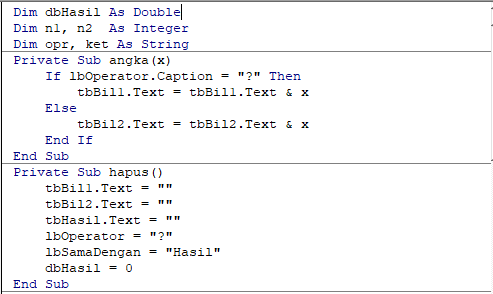 Dim dbHasil As Double
Dim n1, n2  As Integer
Dim opr, ket As String
Private Sub angka(x)
    If lbOperator.Caption = "?" Then
        tbBil1.Text = tbBil1.Text & x
    Else
        tbBil2.Text = tbBil2.Text & x
    End If
End Sub
Private Sub hapus()
    tbBil1.Text = ""
    tbBil2.Text = ""
    tbHasil.Text = ""
    lbOperator = "?"
    lbSamaDengan = "Hasil"
    dbHasil = 0
End Sub